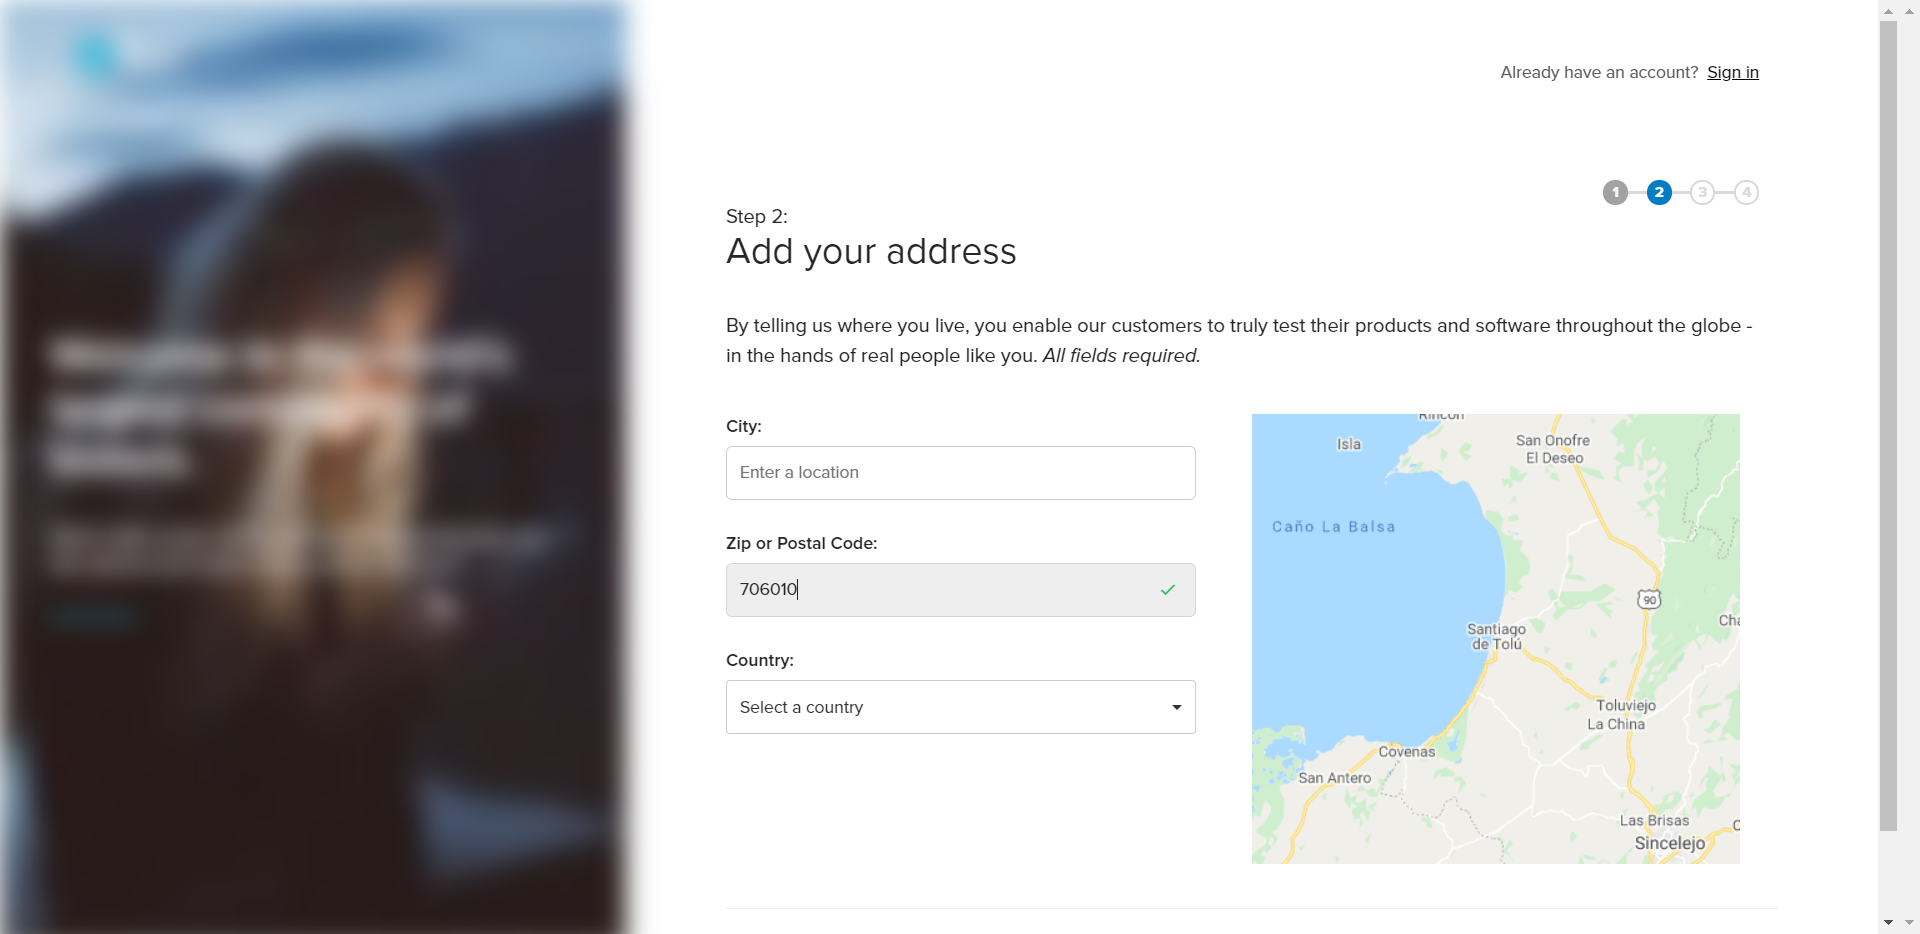 Already have an account? Sign in
1 2 3 4
Step 2:
Add your address
By telling us where you live, you enable our customers to truly test their products and software throughout the globe -
in the hands of real people like you. All fields required.
City:
Enter a location
Zip or Postal Code:
706010
Country:
Select a country
Rincón
Isla
San Onofre
El Deseo
Caño La Balsa
90
Santiago
de Tolú
Toluviejo
La China
Covenas
San Antero
Las Brisas
Sincelejo